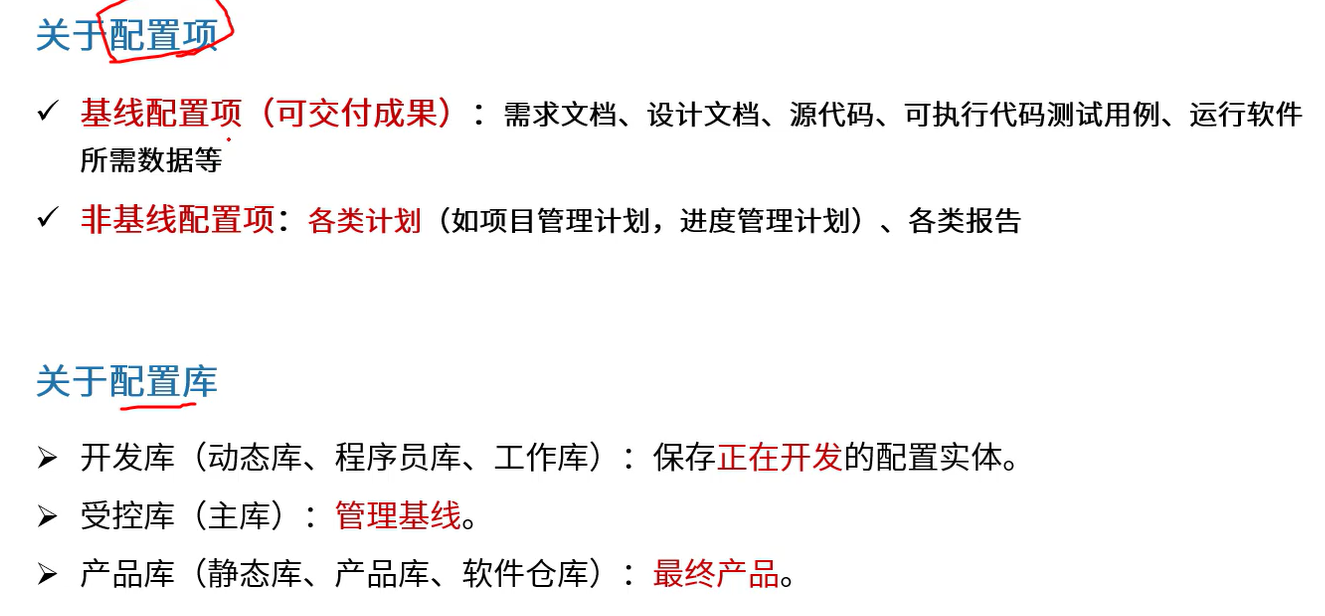 关于配置项
✓ 基线配置项（可交付成果）：需求文档、设计文档、源代码、可执行代码测试用例、运行软件
所需数据等
✓ 非基线配置项：各类计划（如项目管理计划，进度管理计划）、各类报告
关于配置库
➢ 开发库（动态库、程序员库、工作库）：保存正在开发的配置实体。
➢ 受控库（主库）：管理基线。
➢ 产品库（静态库、产品库、软件仓库）：最终产品。